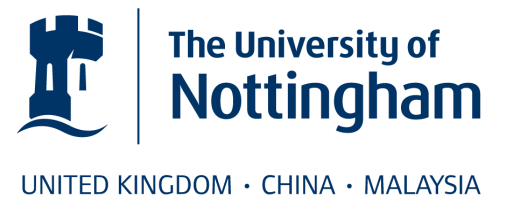 The University of
Nottingham
UNITED KINGDOM · CHINA · MALAYSIA